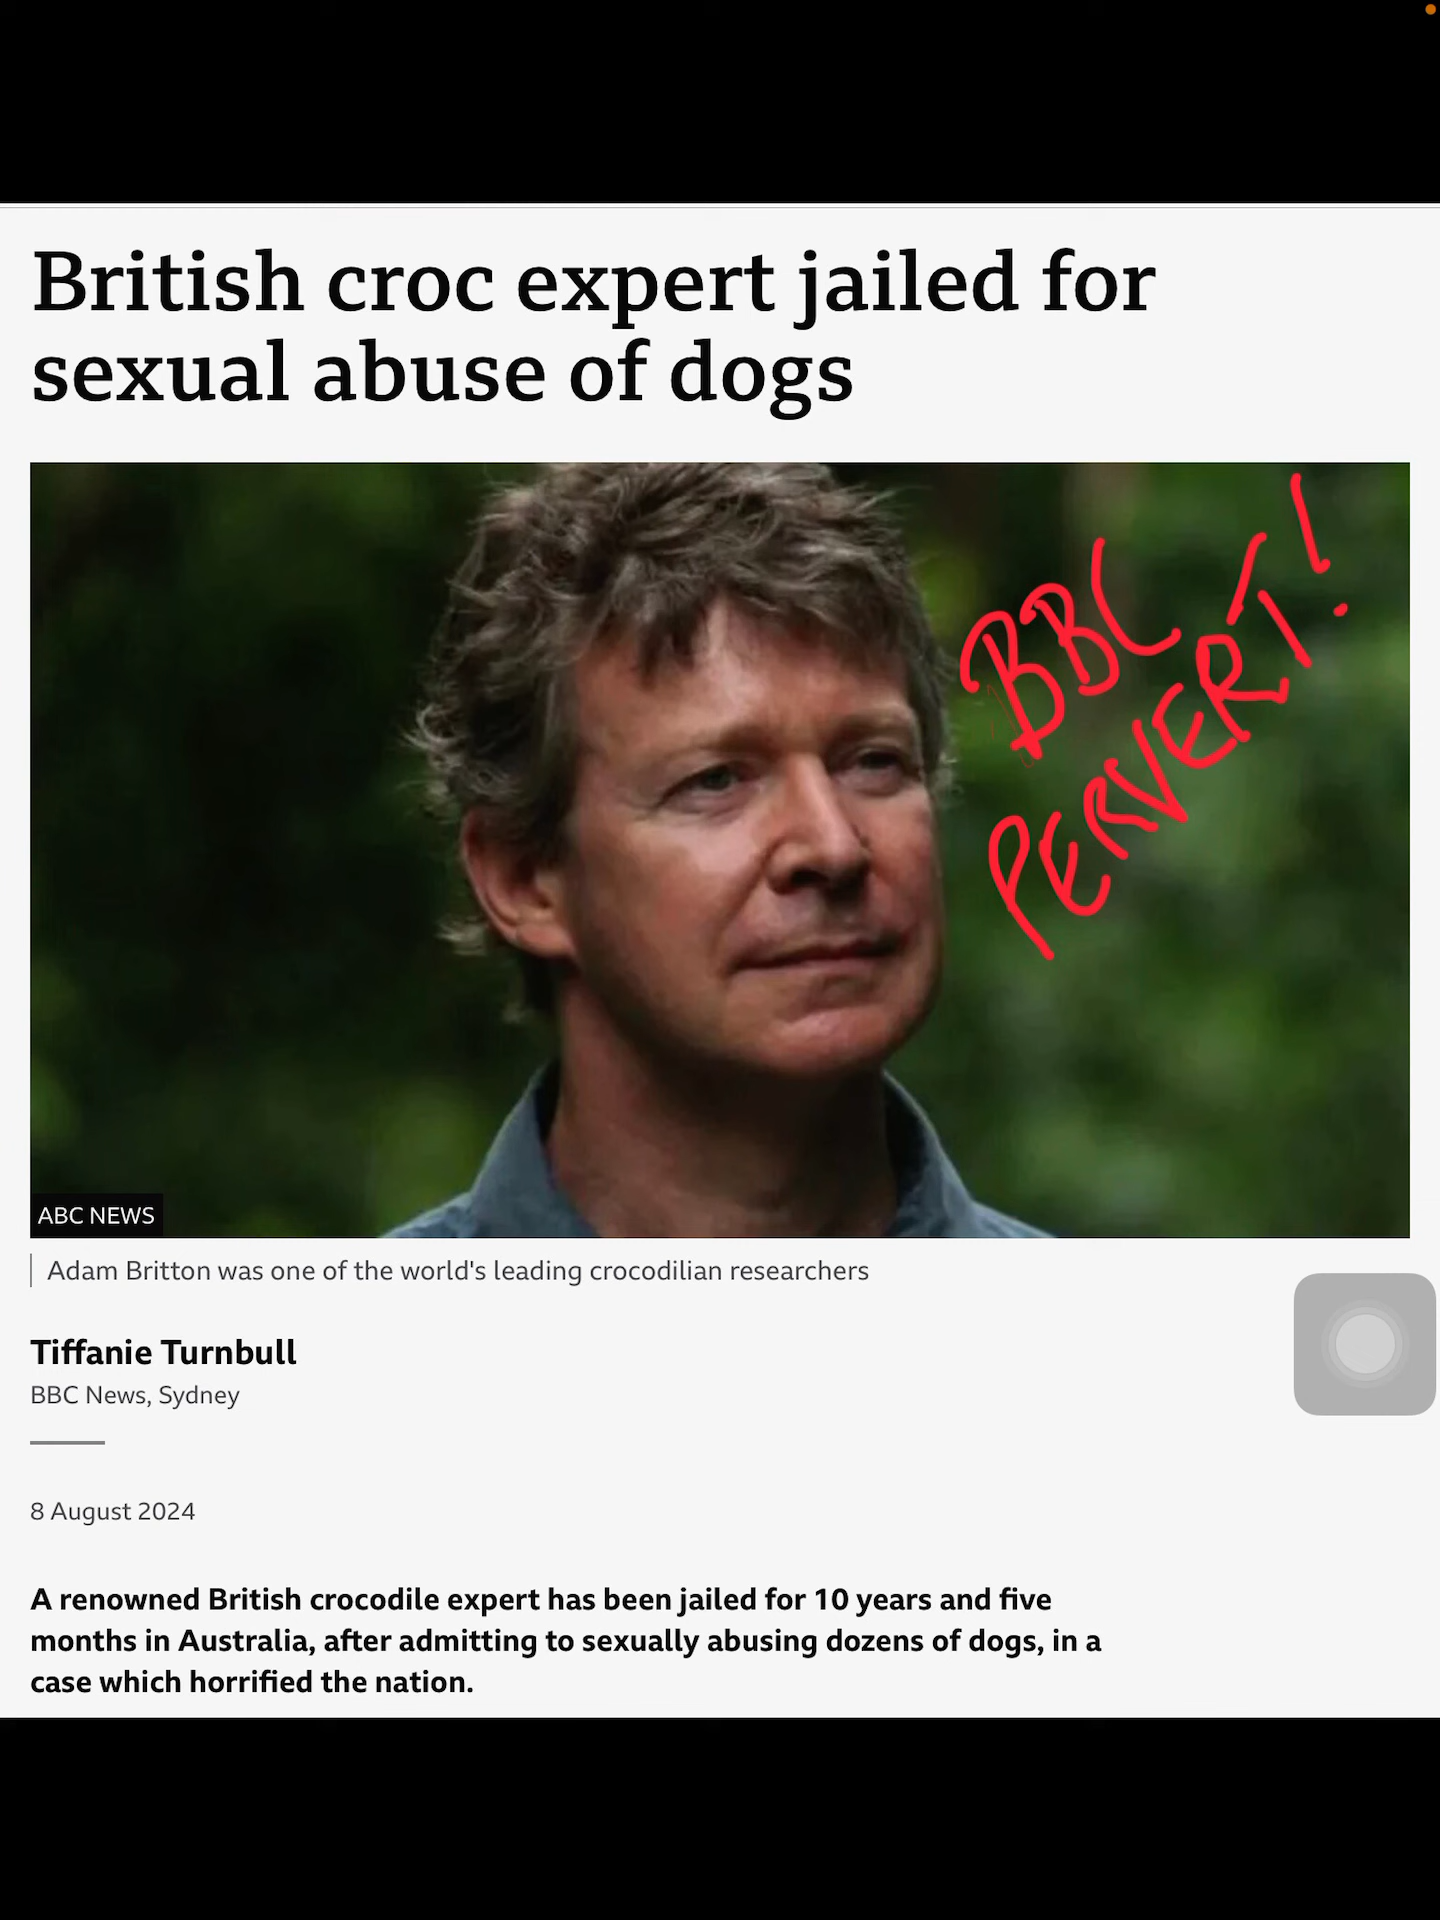 British croc expert jailed for
sexual abuse of dogs
BBC
PERVERT!
ABC NEWS
Adam Britton was one of the world's leading crocodilian researchers
Tiffanie Turnbull
BBC News, Sydney
8 August 2024
A renowned British crocodile expert has been jailed for 10 years and five
months in Australia, after admitting to sexually abusing dozens of dogs, in a
case which horrified the nation.